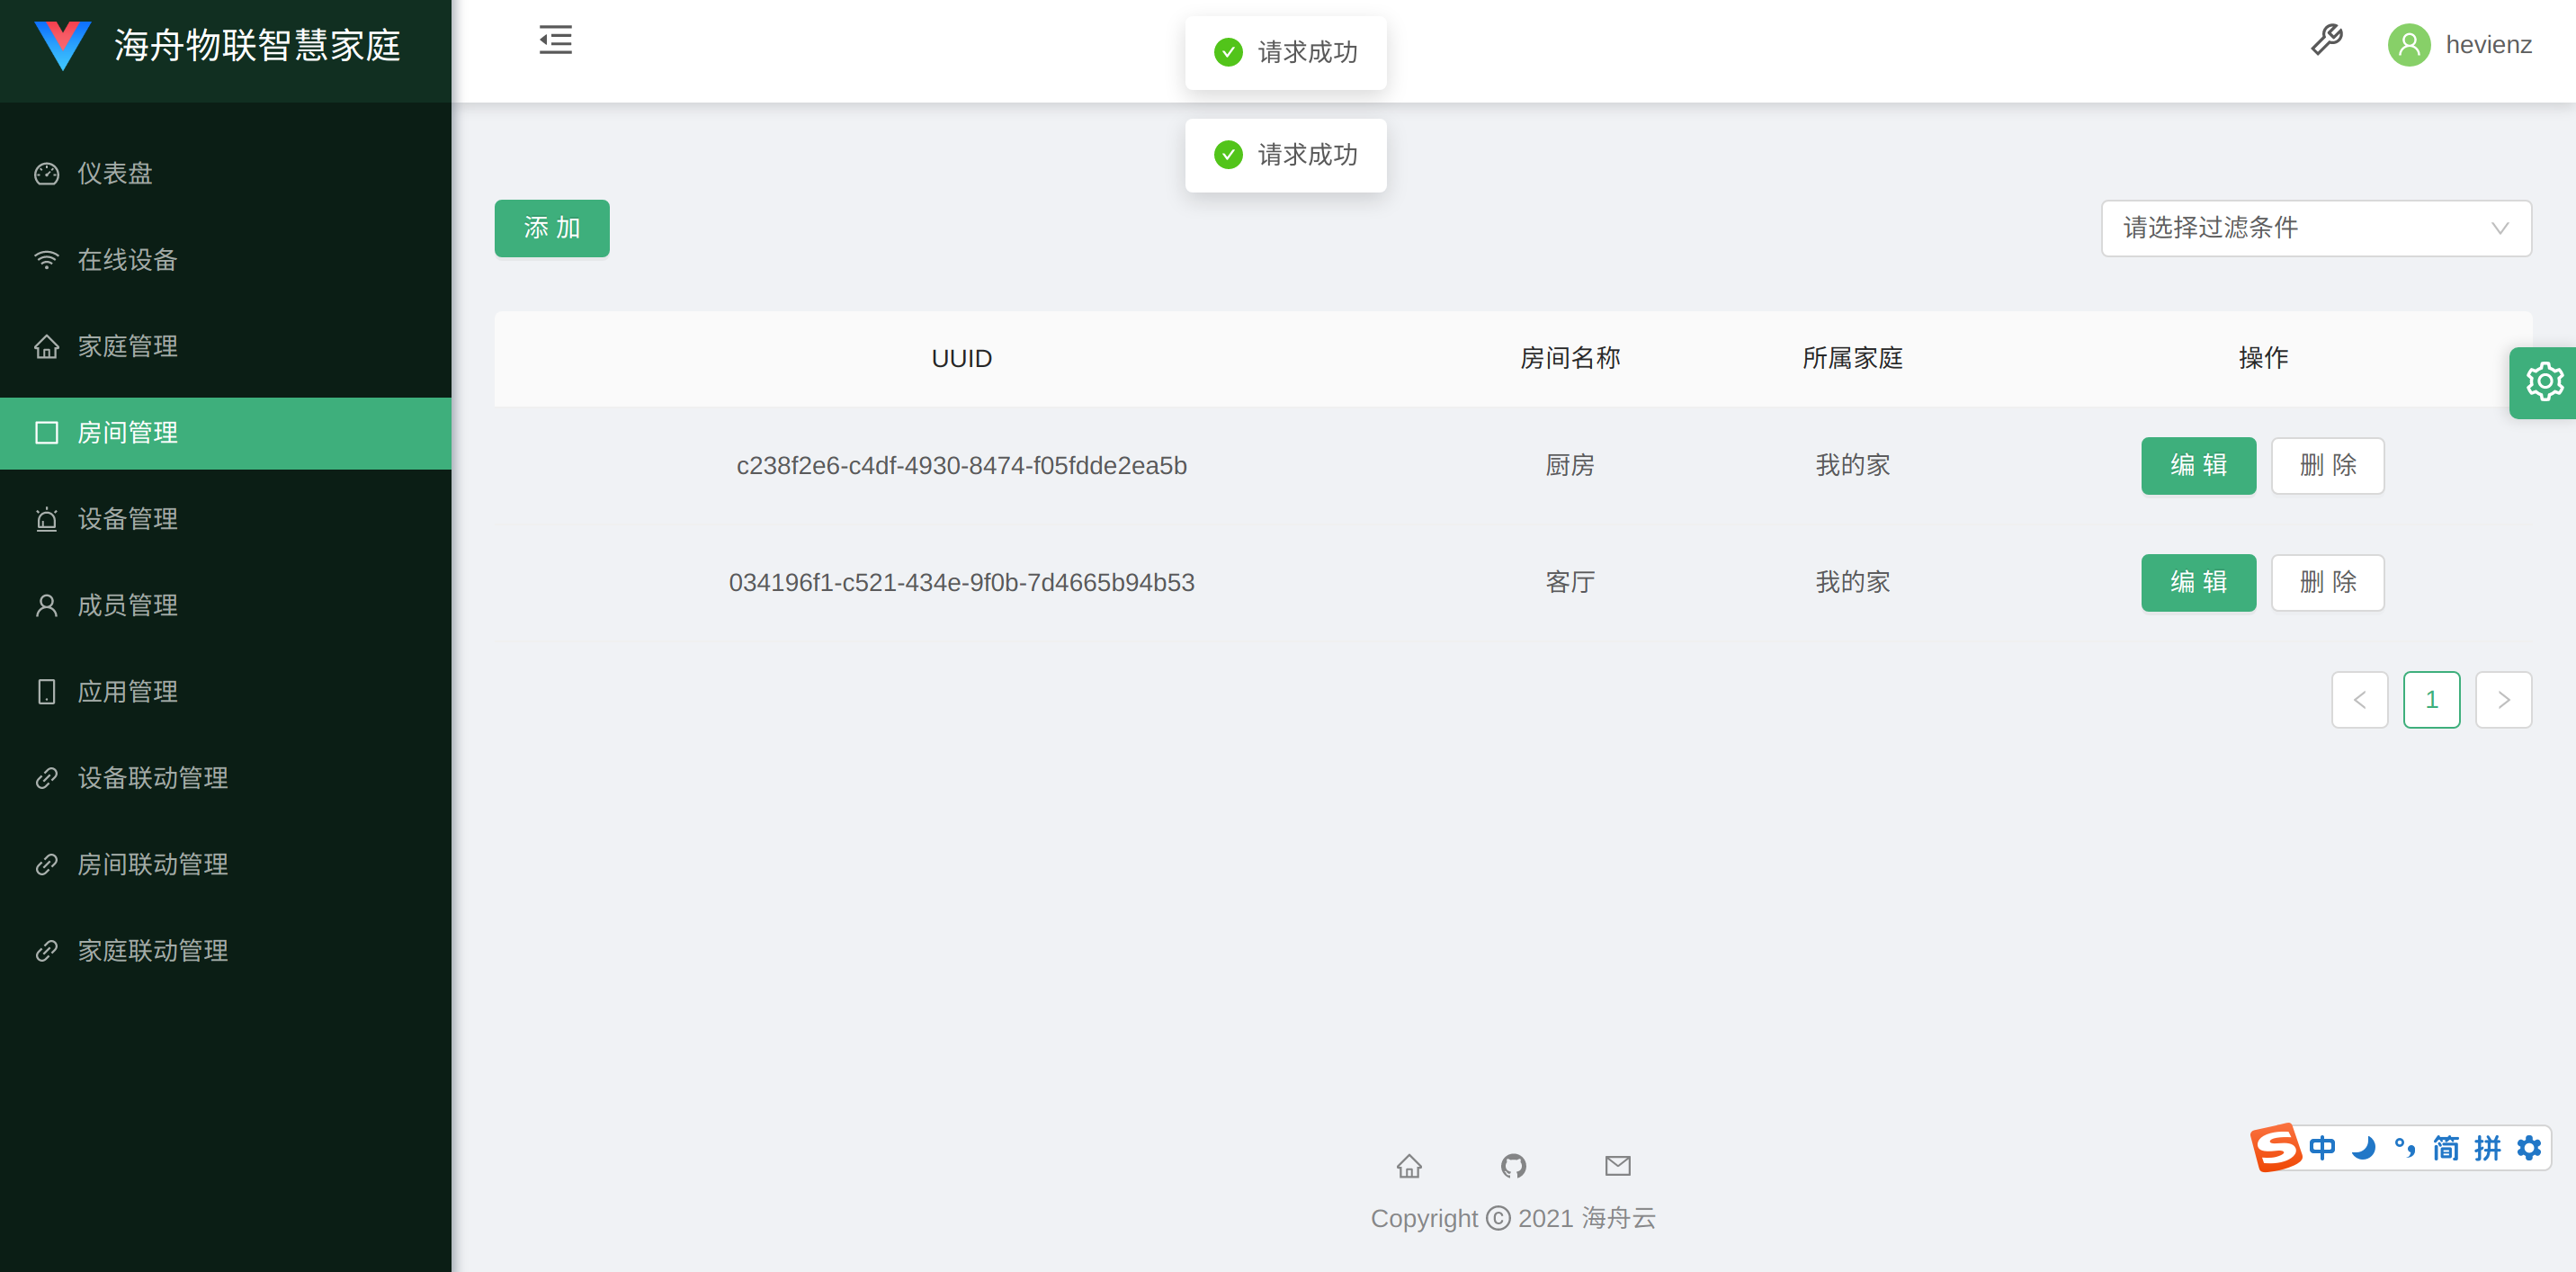 海舟物联智慧家庭
请求成功
hevienz
请求成功
仪表盘
在线设备
家庭管理
房间管理
设备管理
成员管理
应用管理
设备联动管理
房间联动管理
家庭联动管理
添 加
请选择过滤条件
UUID 房间名称 所属家庭 操作
c238f2e6-c4df-4930-8474-f05fdde2ea5b 厨房 我的家 编 辑 删 除
034196f1-c521-434e-9f0b-7d4665b94b53 客厅 我的家 编 辑 删 除
1
中 °, 简 拼
Copyright © 2021 海舟云